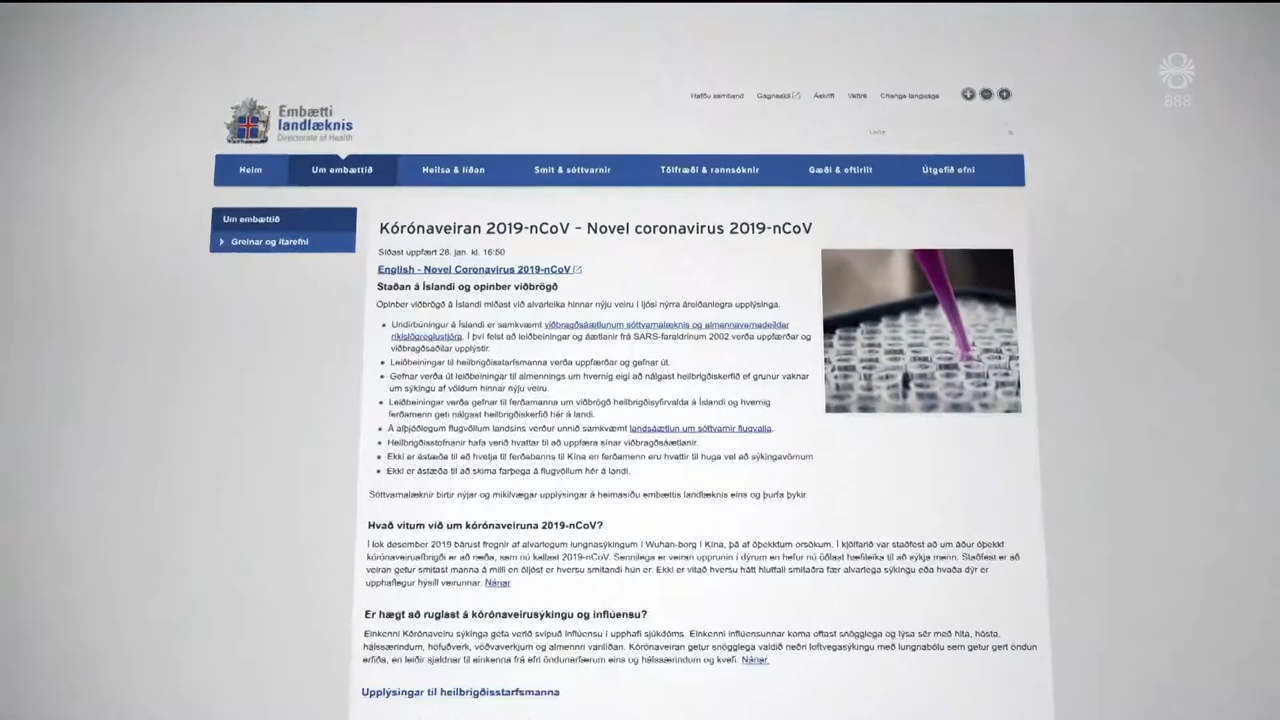 888
Hafðu samband Gagnaskil Áskrift Veftré Change language
Embætti
landlæknis
Directorate of Health
Leita
Heim Um embættið Heilsa & líðan Smit & sóttvarnir Tölfræði & rannsóknir Gæði & eftirlit Útgefið efni
Um embættið
Greinar og ítarefni
Kórónaveiran 2019-nCoV – Novel coronavirus 2019-nCoV
Síðast uppfært 28. jan. kl. 16:50
English - Novel Coronavirus 2019-nCoV
Staðan á Íslandi og opinber viðbrögð
Opinber viðbrögð á Íslandi miðast við alvarleika hinnar nýju veiru í ljósi nýrra áreiðanlegra upplýsinga.
Undirbúningur á Íslandi er samkvæmt viðbragðsáætlunum sóttvarnalæknis og almannavarnadeildar
ríkislögreglustjóra. Í því felst að leiðbeiningar og áætlanir frá SARS-faraldrinum 2002 verða uppfærðar og
viðbragðsaðilar upplýstir.
Leiðbeiningar til heilbrigðisstarfsmanna verða uppfærðar og gefnar út.
Gefnar verða út leiðbeiningar til almennings um hvernig eigi að nálgast heilbrigðiskerfið ef grunur vaknar
um sýkingu af völdum hinnar nýju veiru.
Leiðbeiningar verða gefnar til ferðamanna um viðbrögð heilbrigðisyfirvalda á Íslandi og hvernig
ferðamenn geti nálgast heilbrigðiskerfið hér á landi.
Á alþjóðlegum flugvöllum landsins verður unnið samkvæmt landsáætlun um sóttvarnir flugvalla.
Heilbrigðisstofnanir hafa verið hvattar til að uppfæra sínar viðbragðsáætlanir.
Ekki er ástæða til að hvetja til ferðabanns til Kína en ferðamenn eru hvattir til huga vel að sýkingavörnum
Ekki er ástæða til að skima farþega á flugvöllum hér á landi.
Sóttvarnalæknir birtir nýjar og mikilvægar upplýsingar á heimasíðu embættis landlæknis eins og þurfa þykir.
Hvað vitum við um kórónaveiruna 2019-nCoV?
Í lok desember 2019 bárust fregnir af alvarlegum lungnasýkingum í Wuhan-borg í Kína, þá af óþekktum orsökum. Í kjölfarið var staðfest að um áður óþekkt
kórónaveiruafbrigði er að ræða, sem nú kallast 2019-nCoV. Sennilega er veiran upprunin í dýrum en hefur nú öðlast hæfileika til að sýkja menn. Staðfest er að
veiran getur smitast manna á milli en óljóst er hversu smitandi hún er. Ekki er vitað hversu hátt hlutfall smitaðra fær alvarlega sýkingu eða hvaða dýr er
upphaflegur hýsill veirunnar. Nánar
Er hægt að ruglast á kórónaveirusýkingu og inflúensu?
Einkenni Kórónaveiru sýkinga geta verið svipuð inflúensu í upphafi sjúkdóms. Einkenni inflúensunnar koma oftast snögglega og lýsa sér með hita, hósta,
hálssærindum, höfuðverk, vöðvaverkjum og almennri vanlíðan. Kórónaveiran getur snögglega valdið neðri loftvegasýkingu með lungnabólu sem getur gert öndun
erfiða, en leiðir sjaldnar til einkenna frá efri öndunarfærum eins og hálssærindum og kvefi. Nánar.
Upplýsingar til heilbrigðisstarfsmanna